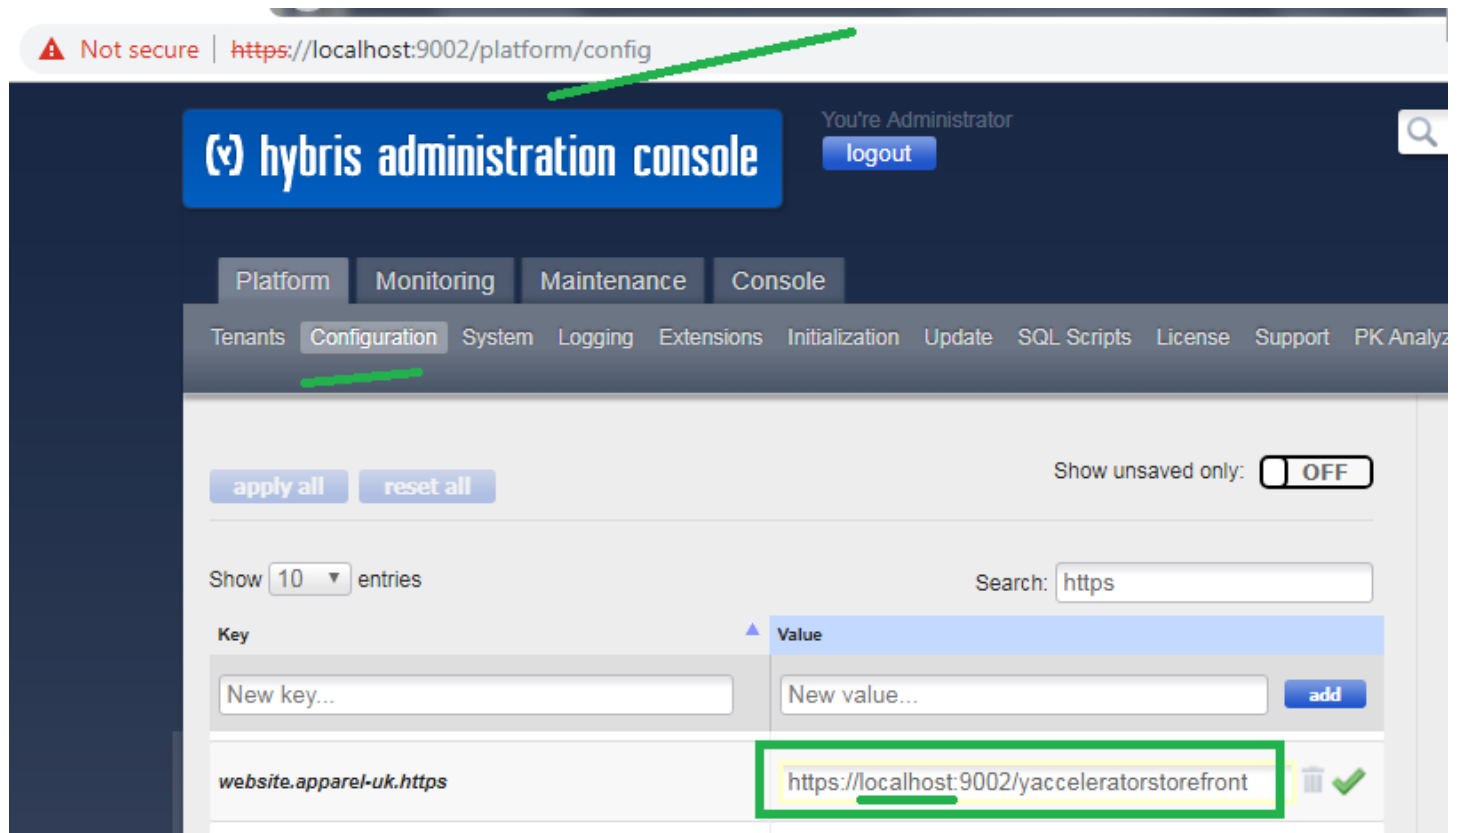 Not secure | https://localhost:9002/platform/config
(v) hybris administration console
You're Administrator
logout
Platform Monitoring Maintenance Console
Tenants Configuration System Logging Extensions Initialization Update SQL Scripts License Support PK Analyz
apply all reset all
Show unsaved only: OFF
Show 10 entries
Search: https
Key Value
New key... New value... add
website.apparel-uk.https https://localhost:9002/yacceleratorstorefront